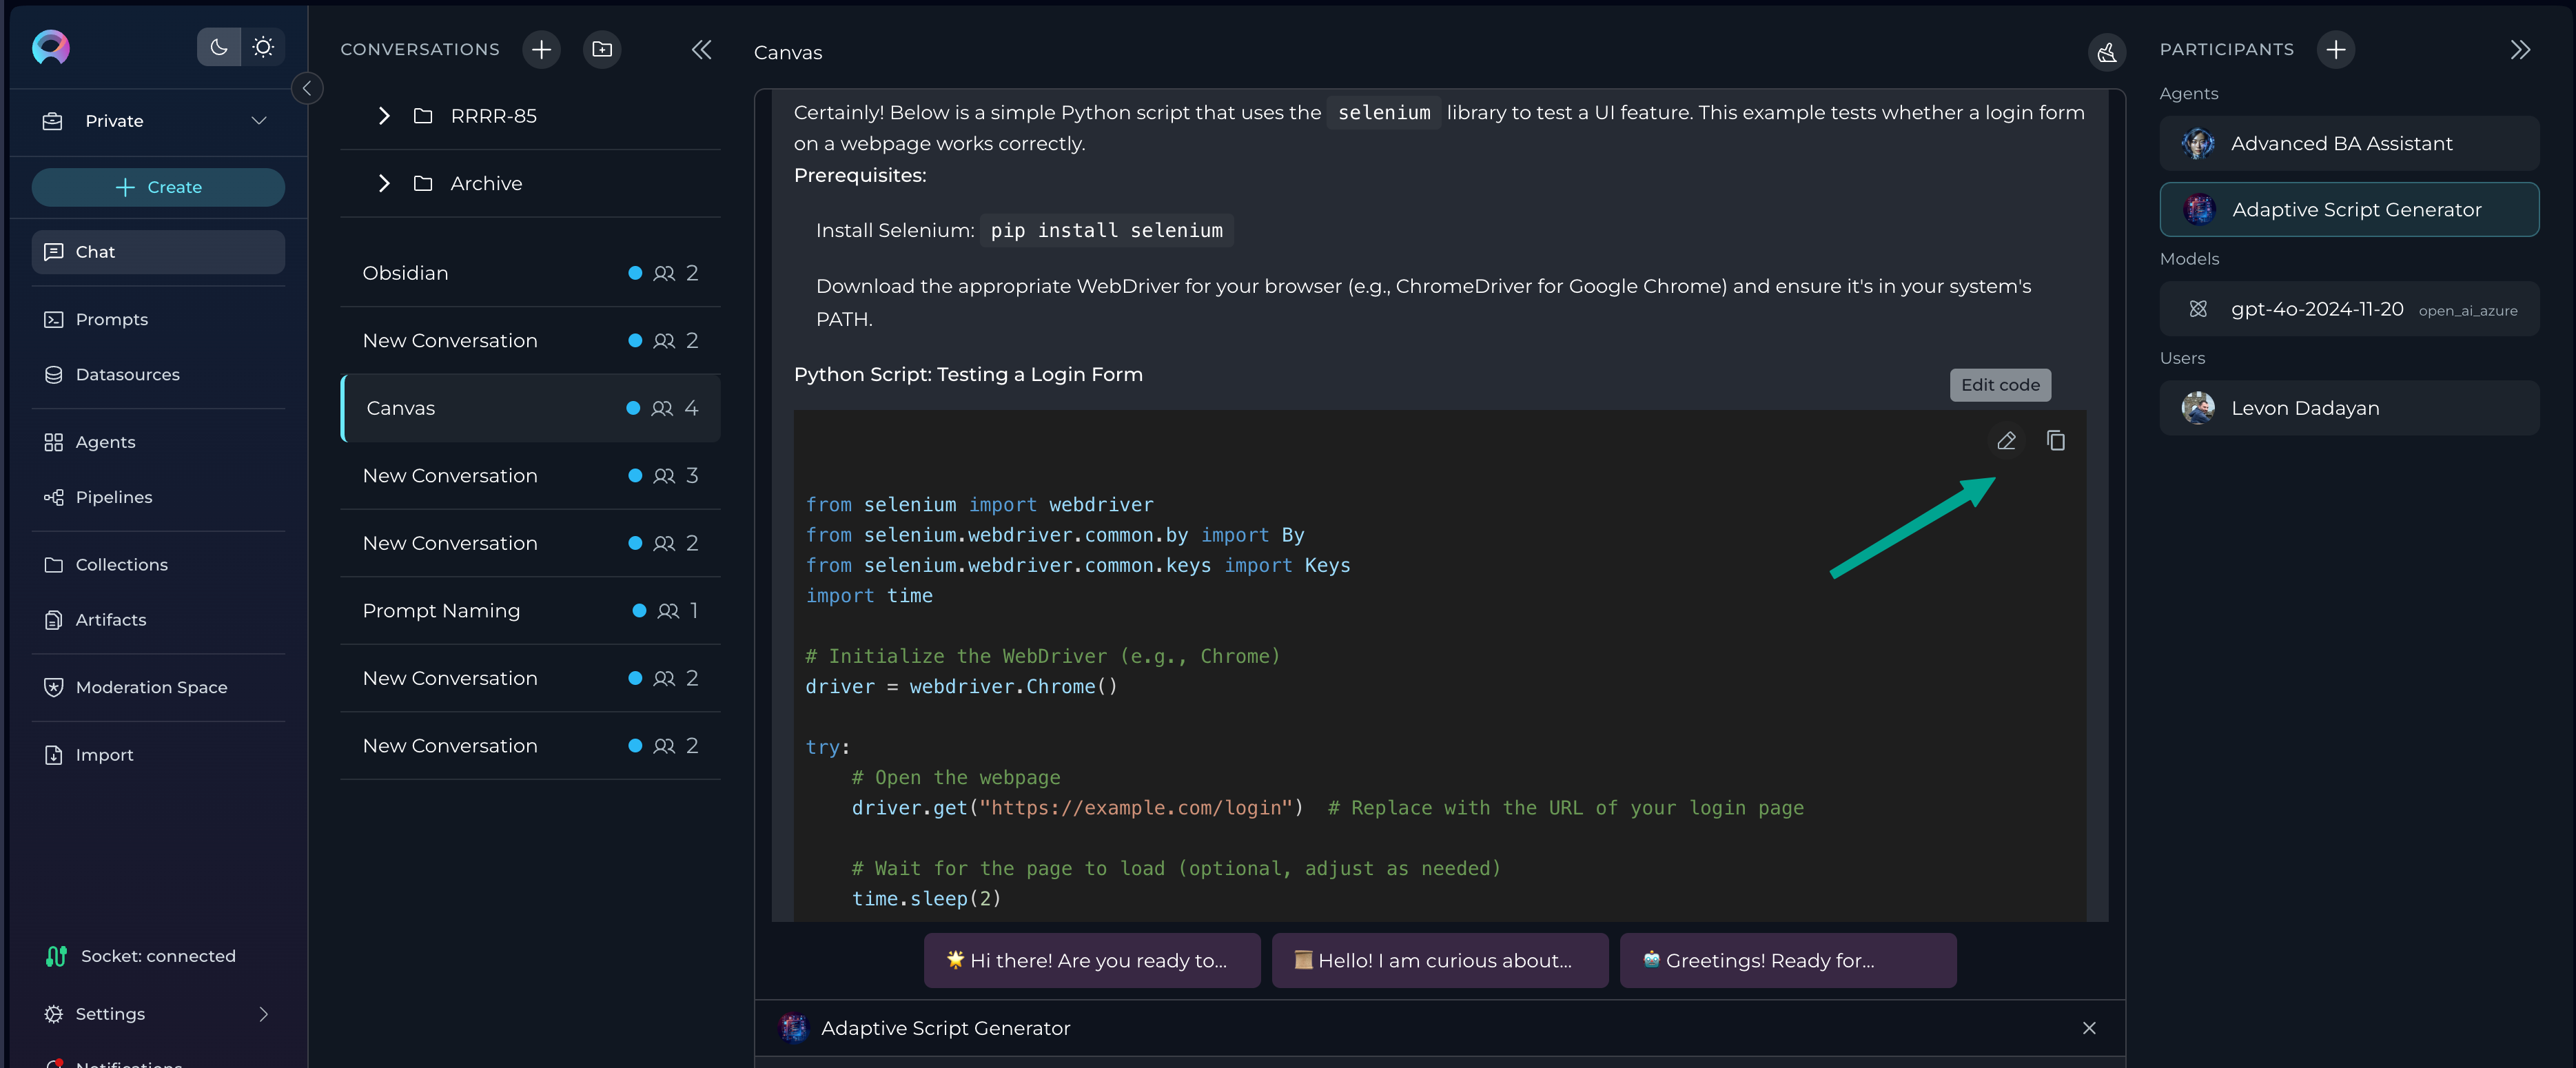 Private
Create
Chat
Prompts
Datasources
Agents
Pipelines
Collections
Artifacts
Moderation Space
Import
Socket: connected
Settings
CONVERSATIONS
RRRR-85
Archive
Obsidian 2
New Conversation 2
Canvas 4
New Conversation 3
New Conversation 2
Prompt Naming 1
New Conversation 2
New Conversation 2
Canvas
Certainly! Below is a simple Python script that uses the selenium library to test a UI feature. This example tests whether a login form
on a webpage works correctly.
Prerequisites:
Install Selenium: pip install selenium
Download the appropriate WebDriver for your browser (e.g., ChromeDriver for Google Chrome) and ensure it's in your system's
PATH.
Python Script: Testing a Login Form
Edit code
from selenium import webdriver
from selenium.webdriver.common.by import By
from selenium.webdriver.common.keys import Keys
import time
# Initialize the WebDriver (e.g., Chrome)
driver = webdriver.Chrome()
try:
# Open the webpage
driver.get("https://example.com/login")  # Replace with the URL of your login page
# Wait for the page to load (optional, adjust as needed)
time.sleep(2)
Hi there! Are you ready to...
Hello! I am curious about...
Greetings! Ready for...
Adaptive Script Generator
PARTICIPANTS
Agents
Advanced BA Assistant
Adaptive Script Generator
Models
gpt-4o-2024-11-20 open_ai_azure
Users
Levon Dadayan